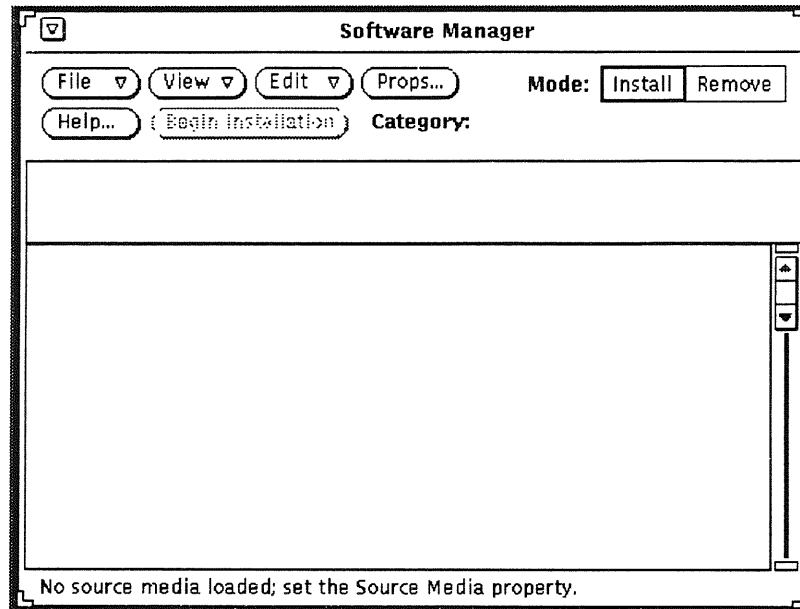 Software Manager
File View Edit Props... Mode: Install Remove
Help... Begin Installation Category:
No source media loaded; set the Source Media property.